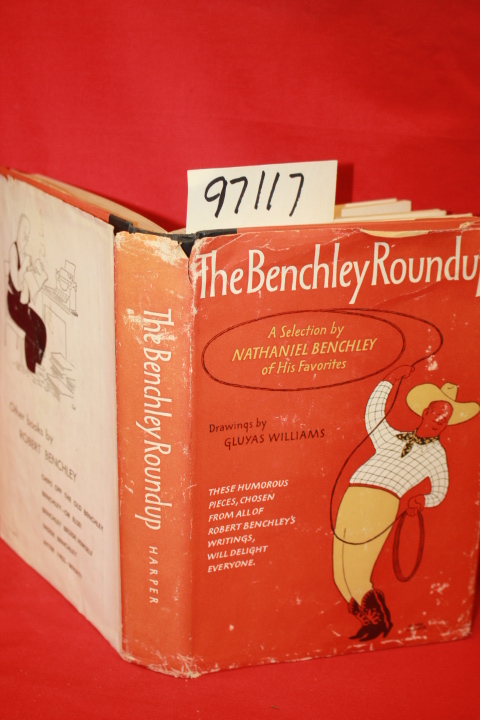 97117
The Benchley Roundu
A Selection by
NATHANIEL BENCHLEY
of His Favorites
Drawings by
GLUYAS WILLIAMS
THESE HUMOROUS
PIECES, CHOSEN
FROM ALL OF
ROBERT BENCHLEY'S
WRITINGS,
WILL DELIGHT
EVERYONE.
The Benchley Roundup
HARPER
Other books by
ROBERT BENCHLEY